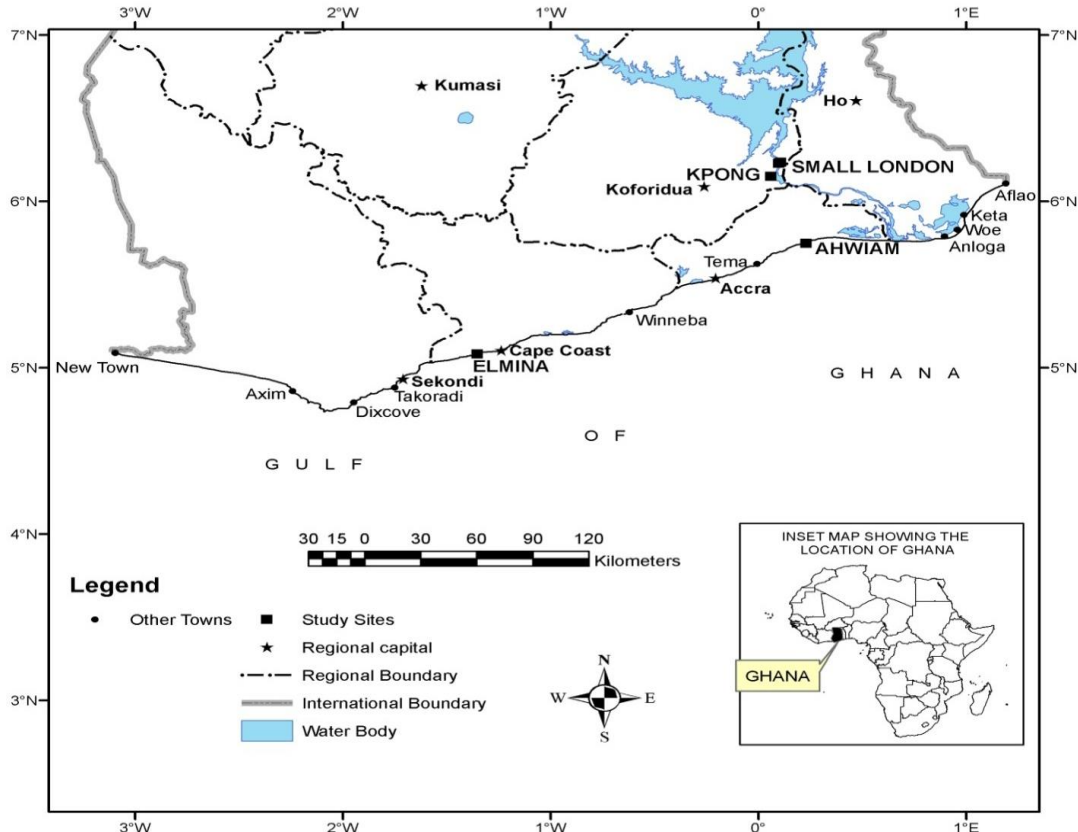 3°W 2°W 1°W 0° 1°E
7°N 7°N
Kumasi
Ho
SMALL LONDON
KPONG
Koforidua
Aflao
6°N 6°N
Keta
Woe
Anloga
AHWIAM
Tema
Accra
Winneba
Cape Coast
ELMINA
New Town
5°N 5°N
Sekondi
Takoradi
Axim
Dixcove
G H A N A
O F
G U L F
4°N 4°N
30 15 0 30 60 90 120
Kilometers
INSET MAP SHOWING THE
LOCATION OF GHANA
GHANA
Legend
Other Towns
Study Sites
Regional capital
Regional Boundary
International Boundary
Water Body
N
W E
S
3°N 3°N
3°W 2°W 1°W 0° 1°E